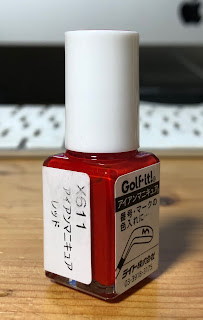 X611
アイアンマニキュア
レッド
Golf it!®
アイアンマニキュア
番号・マークの
色入れに…
ライト株式会社